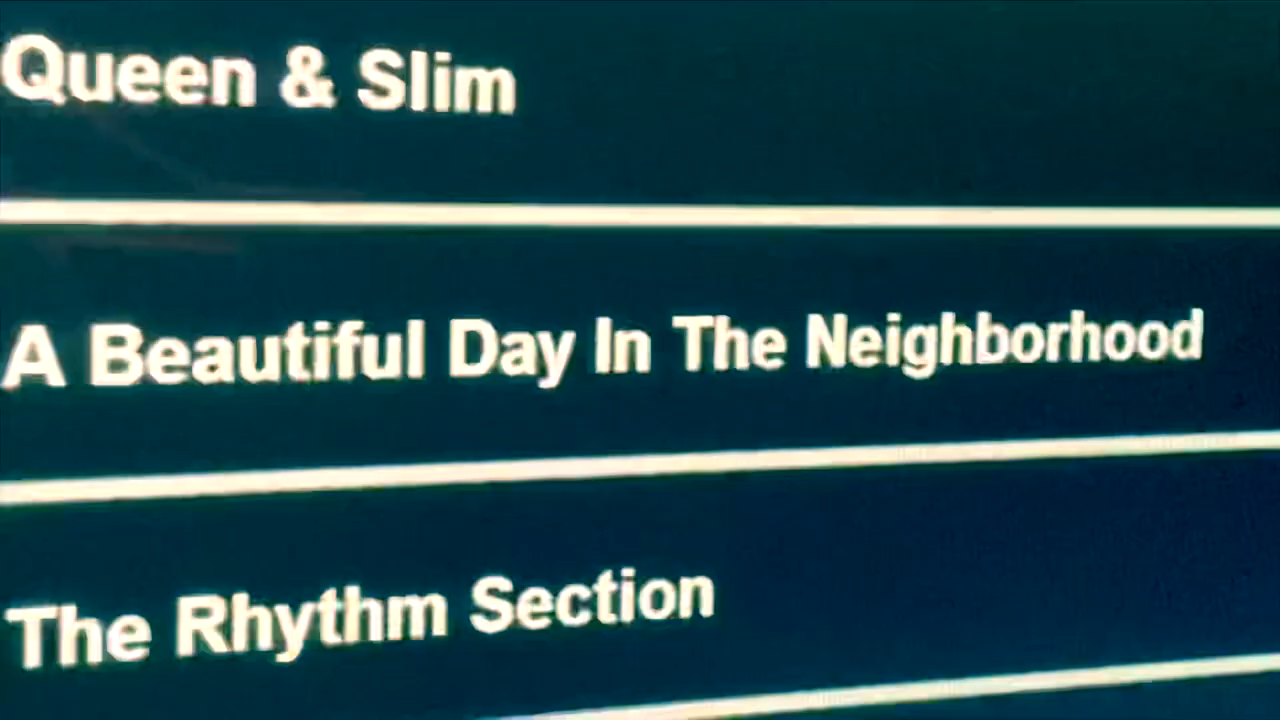 Queen & Slim
A Beautiful Day In The Neighborhood
The Rhythm Section